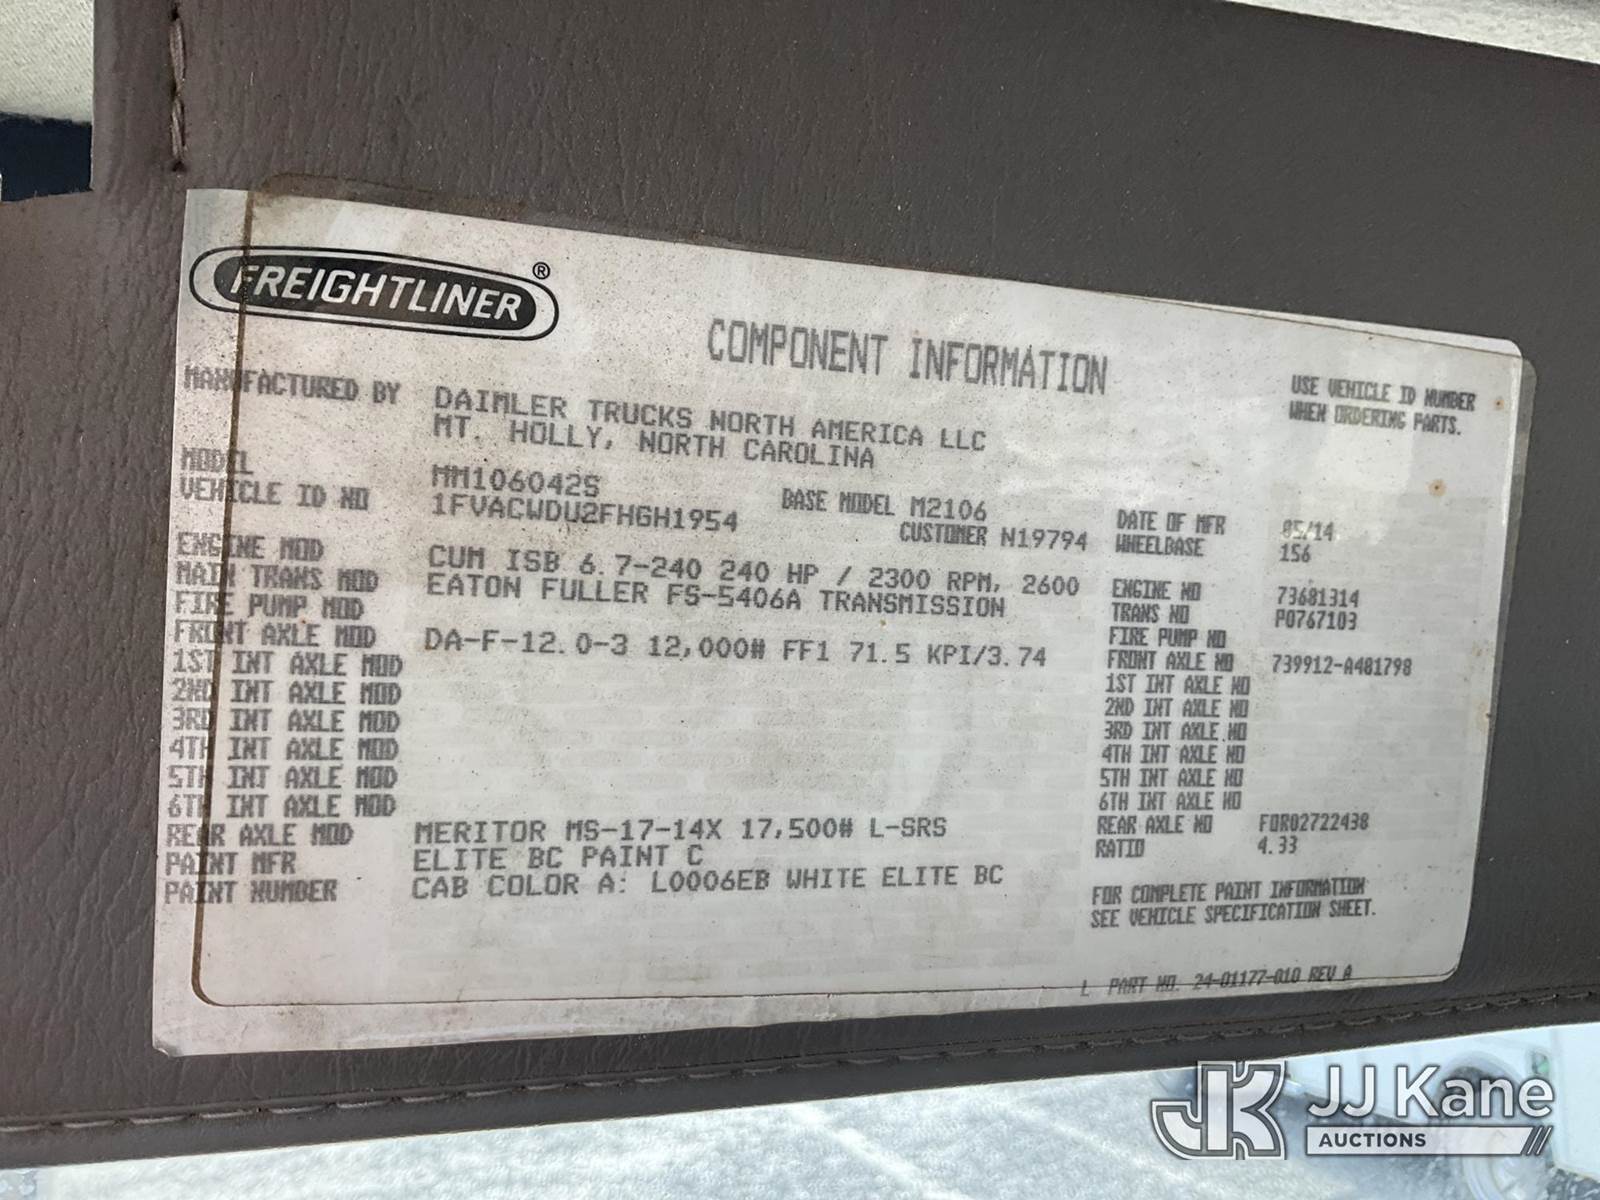 FREIGHTLINER®
COMPONENT INFORMATION
USE VEHICLE ID NUMBER
WHEN ORDERING PARTS.
MANUFACTURED BY DAIMLER TRUCKS NORTH AMERICA LLC
MT. HOLLY, NORTH CAROLINA
MODEL MM106042S BASE MODEL M2106 DATE OF MFR 05/14
VEHICLE ID NO 1FVACWDU2FHGH1954 CUSTOMER N19794 WHEELBASE 156
ENGINE MOD CUM ISB 6.7-240 240 HP / 2300 RPM, 2600 ENGINE NO 73681314
MAIN TRANS MOD EATON FULLER FS-5406A TRANSMISSION TRANS NO P0767103
FIRE PUMP MOD FIRE PUMP NO
FRONT AXLE MOD DA-F-12.0-3 12,000# FF1 71.5 KPI/3.74 FRONT AXLE NO 739912-A481798
1ST INT AXLE MOD 1ST INT AXLE NO
2ND INT AXLE MOD 2ND INT AXLE NO
3RD INT AXLE MOD 3RD INT AXLE NO
4TH INT AXLE MOD 4TH INT AXLE NO
5TH INT AXLE MOD 5TH INT AXLE NO
6TH INT AXLE MOD 6TH INT AXLE NO
REAR AXLE MOD MERITOR MS-17-14X 17,500# L-SRS REAR AXLE NO FOR02722438
PAINT MFR ELITE BC PAINT C RATIO 4.33
PAINT NUMBER CAB COLOR A: L0006EB WHITE ELITE BC
FOR COMPLETE PAINT INFORMATION
SEE VEHICLE SPECIFICATION SHEET.
L PART NO. 24-01177-010 REV A
JK JJ Kane
AUCTIONS